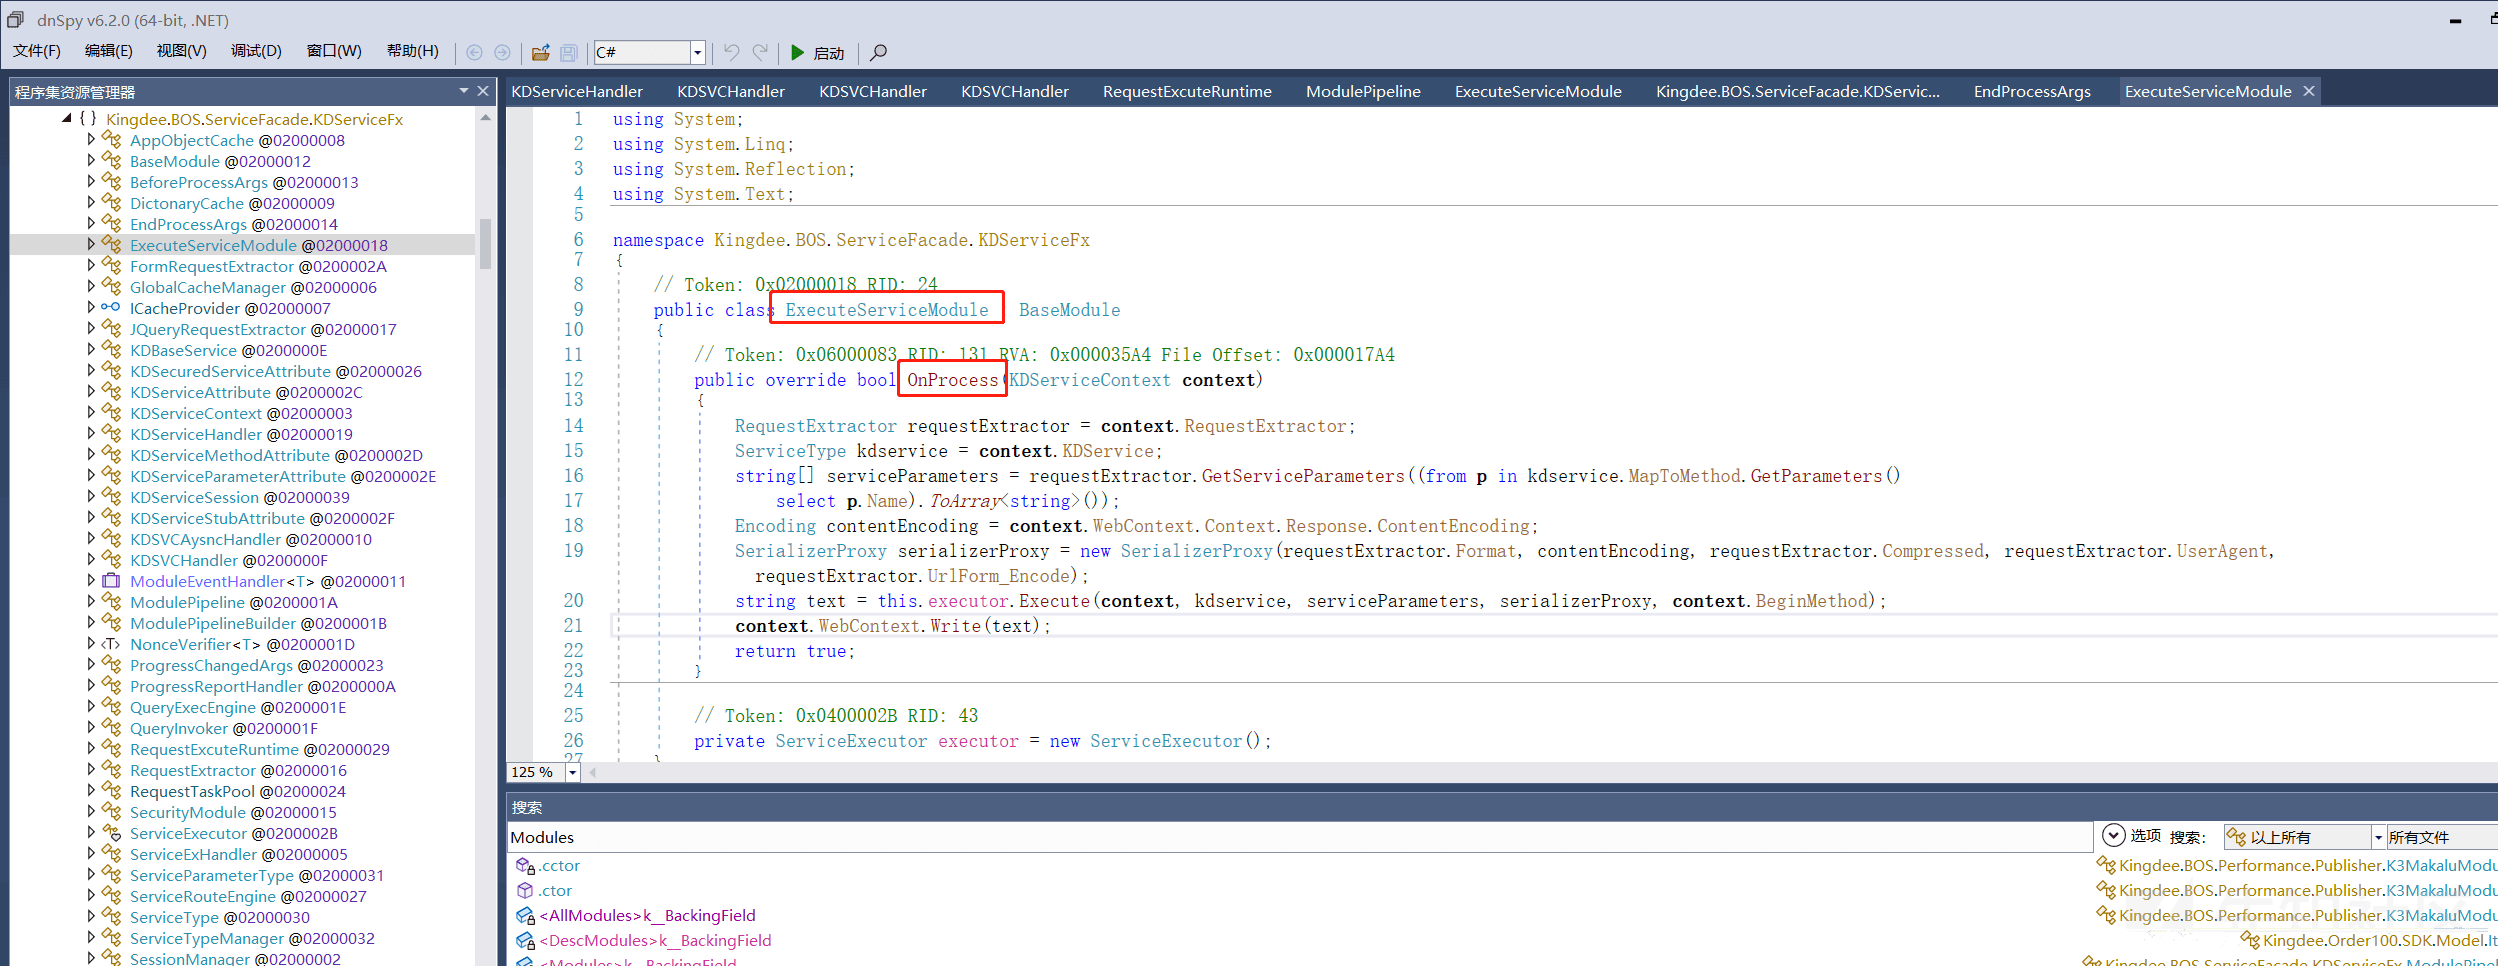 dnSpy v6.2.0 (64-bit, .NET)
文件(F) 编辑(E) 视图(V) 调试(D) 窗口(W) 帮助(H) C# 启动
程序集资源管理器
{ } Kingdee.BOS.ServiceFacade.KDServiceFx
AppObjectCache @02000008
BaseModule @02000012
BeforeProcessArgs @02000013
DictonaryCache @02000009
EndProcessArgs @02000014
ExecuteServiceModule @02000018
FormRequestExtractor @0200002A
GlobalCacheManager @02000006
ICacheProvider @02000007
JQueryRequestExtractor @02000017
KDBaseService @0200000E
KDSecuredServiceAttribute @02000026
KDServiceAttribute @0200002C
KDServiceContext @02000003
KDServiceHandler @02000019
KDServiceMethodAttribute @0200002D
KDServiceParameterAttribute @0200002E
KDServiceSession @02000039
KDServiceStubAttribute @0200002F
KDSVCAysncHandler @02000010
KDSVCHandler @0200000F
ModuleEventHandler<T> @02000011
ModulePipeline @0200001A
ModulePipelineBuilder @0200001B
<T> NonceVerifier<T> @0200001D
ProgressChangedArgs @02000023
ProgressReportHandler @0200000A
QueryExecEngine @0200001E
QueryInvoker @0200001F
RequestExcuteRuntime @02000029
RequestExtractor @02000016
RequestTaskPool @02000024
SecurityModule @02000015
ServiceExecutor @0200002B
ServiceExHandler @02000005
ServiceParameterType @02000031
ServiceRouteEngine @02000027
ServiceType @02000030
ServiceTypeManager @02000032
SessionManager @02000002
KDServiceHandler KDSVCHandler KDSVCHandler KDSVCHandler RequestExcuteRuntime ModulePipeline ExecuteServiceModule Kingdee.BOS.ServiceFacade.KDServic... EndProcessArgs ExecuteServiceModule
1 using System;
2 using System.Linq;
3 using System.Reflection;
4 using System.Text;
5
6 namespace Kingdee.BOS.ServiceFacade.KDServiceFx
7 {
8 // Token: 0x02000018 RID: 24
9 public class ExecuteServiceModule BaseModule
10 {
11 // Token: 0x06000083 RID: 131 RVA: 0x000035A4 File Offset: 0x000017A4
12 public override bool OnProcess(KDServiceContext context)
13 {
14 RequestExtractor requestExtractor = context.RequestExtractor;
15 ServiceType kdservice = context.KDService;
16 string[] serviceParameters = requestExtractor.GetServiceParameters((from p in kdservice.MapToMethod.GetParameters()
17 select p.Name).ToArray<string>());
18 Encoding contentEncoding = context.WebContext.Context.Response.ContentEncoding;
19 SerializerProxy serializerProxy = new SerializerProxy(requestExtractor.Format, contentEncoding, requestExtractor.Compressed, requestExtractor.UserAgent,
requestExtractor.UrlForm_Encode);
20 string text = this.executor.Execute(context, kdservice, serviceParameters, serializerProxy, context.BeginMethod);
21 context.WebContext.Write(text);
22 return true;
23 }
24
25 // Token: 0x0400002B RID: 43
26 private ServiceExecutor executor = new ServiceExecutor();
27 }
125 %
搜索
Modules 选项 搜索: 以上所有 所有文件
.cctor Kingdee.BOS.Performance.Publisher.K3MakaluModu
.ctor Kingdee.BOS.Performance.Publisher.K3MakaluModu
<AllModules>k__BackingField Kingdee.BOS.Performance.Publisher.K3MakaluModu
<DescModules>k__BackingField Kingdee.Order100.SDK.Model.It
<Modules>k__BackingField Kingdee.BOS.ServiceFacade.KDServiceFx.ModulePipel